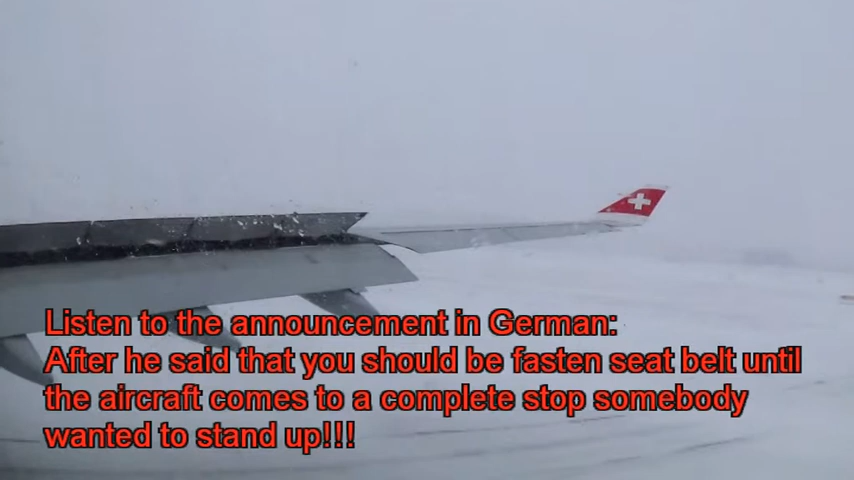 Listen to the announcement in German:
After he said that you should be fasten seat belt until
the aircraft comes to a complete stop somebody
wanted to stand up!!!